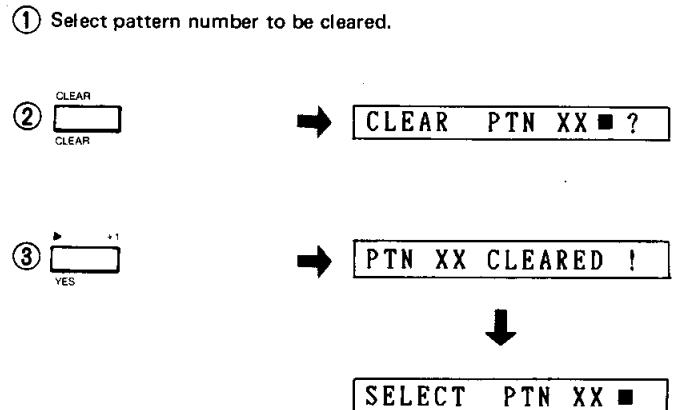 ① Select pattern number to be cleared.
CLEAR
②
CLEAR
CLEAR PTN XX■ ?
▶ +1
③
YES
PTN XX CLEARED !
SELECT PTN XX■